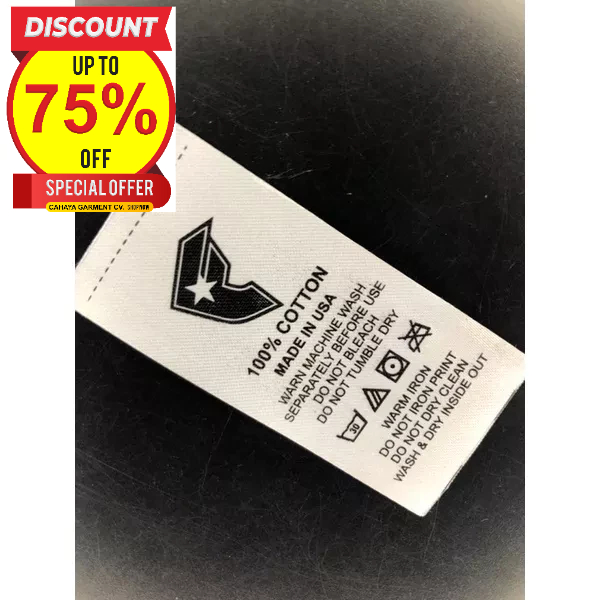 DISCOUNT
UP TO
75%
OFF
SPECIAL OFFER
CAHAYA GARMENT CV. SHOP NOW
100% COTTON
MADE IN USA
WARN MACHINE WASH
SEPARATELY BEFORE USE
DO NOT BLEACH
DO NOT TUMBLE DRY
30
WARM IRON
DO NOT IRON PRINT
DO NOT DRY CLEAN
WASH & DRY INSIDE OUT